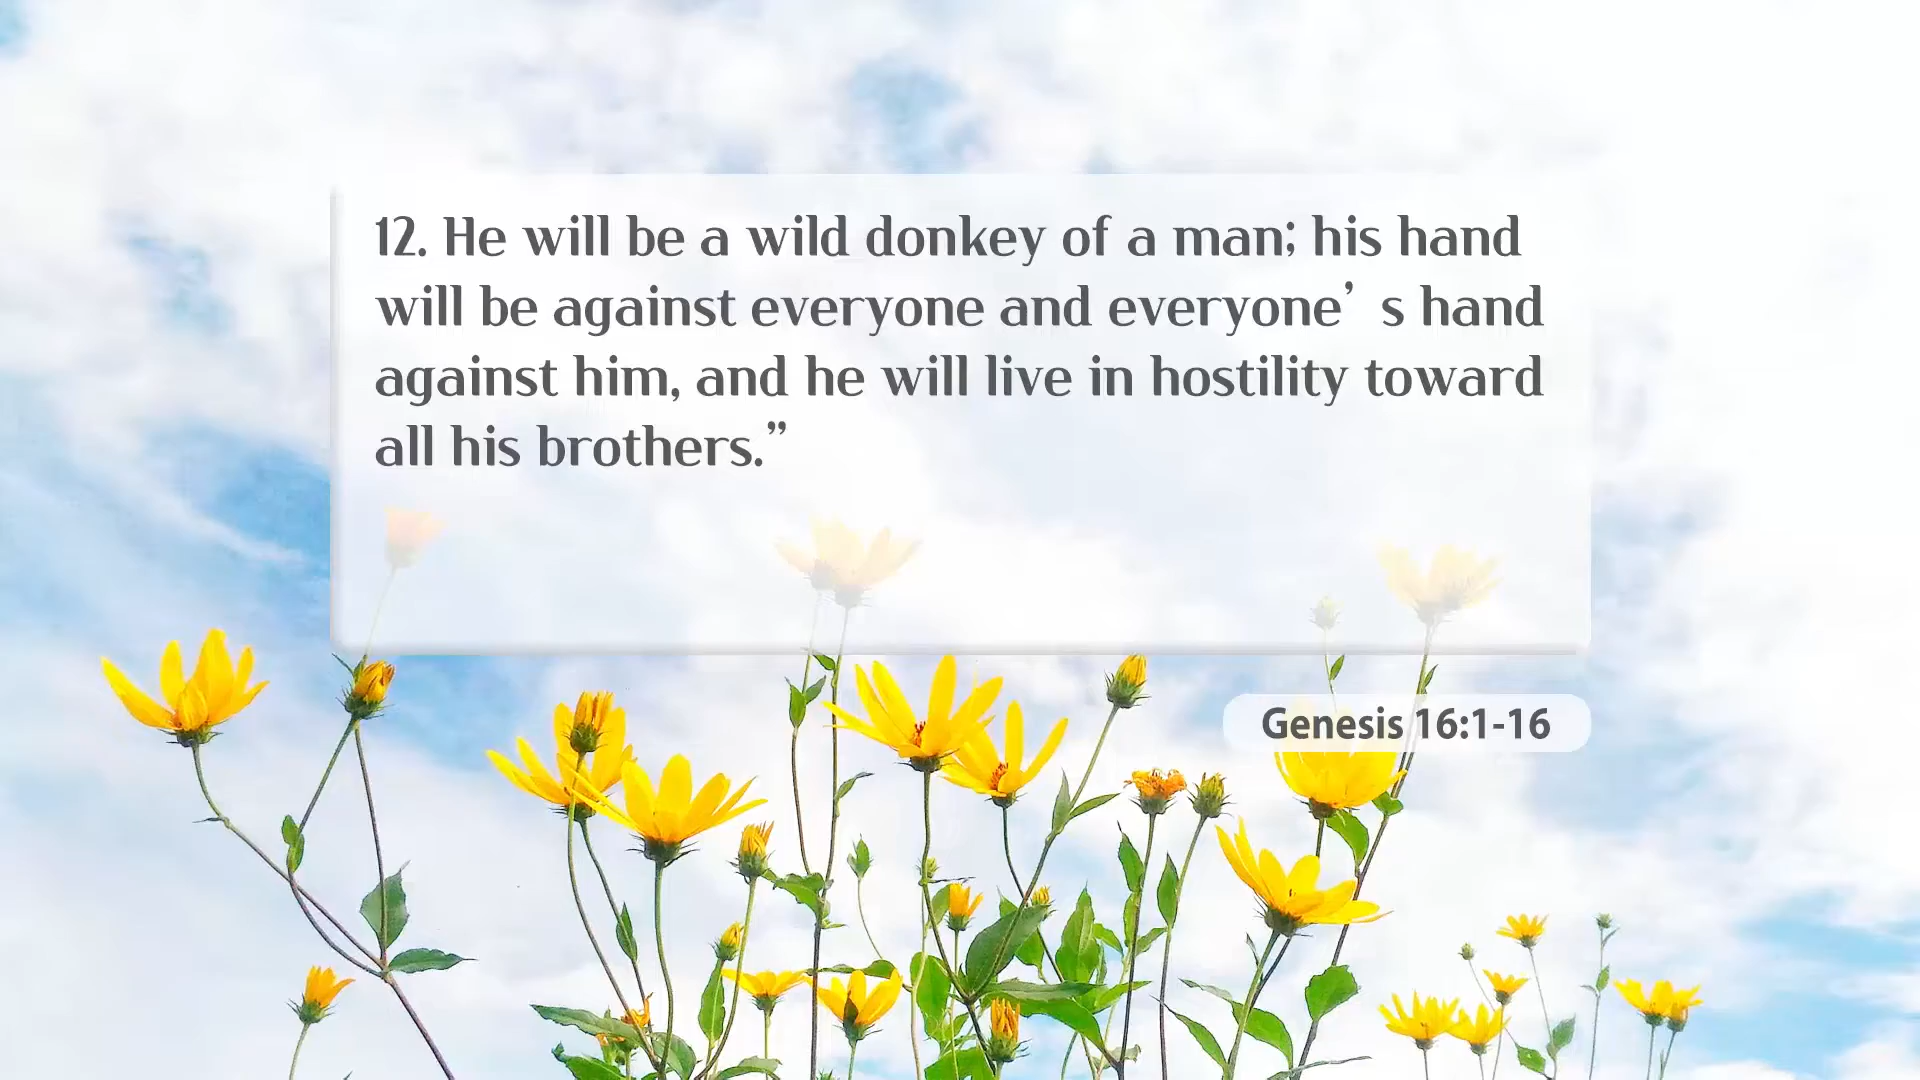 12. He will be a wild donkey of a man; his hand
will be against everyone and everyone’ s hand
against him, and he will live in hostility toward
all his brothers.”
Genesis 16:1-16